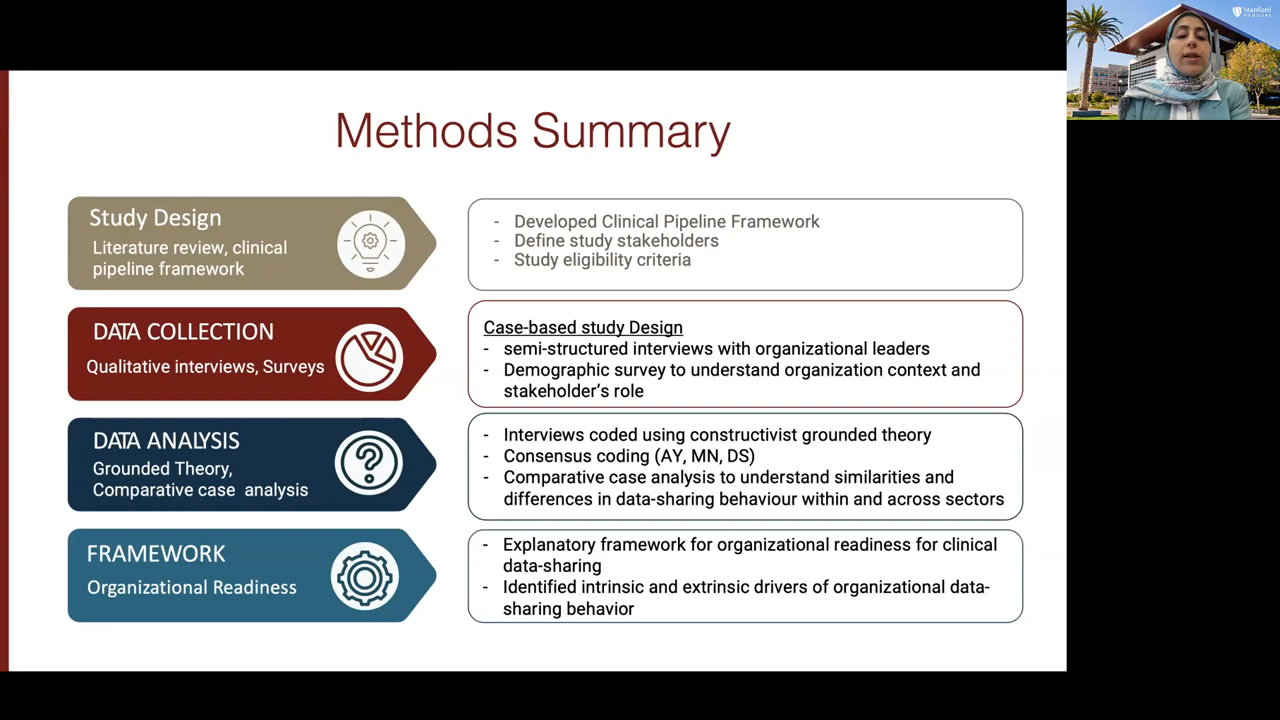 Stanford
MEDICINE
Methods Summary
Study Design
Literature review, clinical
pipeline framework
- Developed Clinical Pipeline Framework
- Define study stakeholders
- Study eligibility criteria
DATA COLLECTION
Qualitative interviews, Surveys
Case-based study Design
- semi-structured interviews with organizational leaders
- Demographic survey to understand organization context and
stakeholder’s role
DATA ANALYSIS
Grounded Theory,
Comparative case analysis
- Interviews coded using constructivist grounded theory
- Consensus coding (AY, MN, DS)
- Comparative case analysis to understand similarities and
differences in data-sharing behaviour within and across sectors
FRAMEWORK
Organizational Readiness
- Explanatory framework for organizational readiness for clinical
data-sharing
- Identified intrinsic and extrinsic drivers of organizational data-
sharing behavior